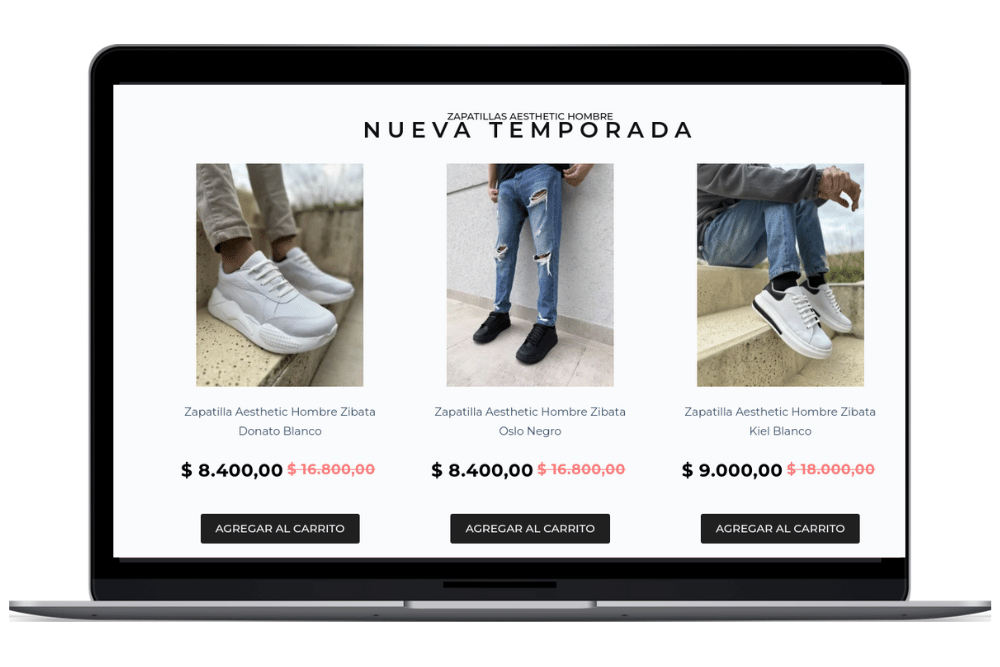 ZAPATILLAS AESTHETIC HOMBRE
NUEVA TEMPORADA
Zapatilla Aesthetic Hombre Zibata
Donato Blanco
$ 8.400,00 $ 16.800,00
AGREGAR AL CARRITO
Zapatilla Aesthetic Hombre Zibata
Oslo Negro
$ 8.400,00 $ 16.800,00
AGREGAR AL CARRITO
Zapatilla Aesthetic Hombre Zibata
Kiel Blanco
$ 9.000,00 $ 18.000,00
AGREGAR AL CARRITO